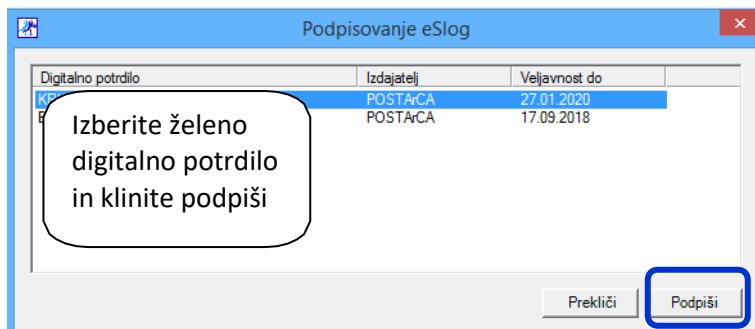 Podpisovanje eSlog
Digitalno potrdilo Izdajatelj Veljavnost do
POSTArCA 27.01.2020
POSTArCA 17.09.2018
Izberite želeno
digitalno potrdilo
in klinite podpiši
Prekliči Podpiši